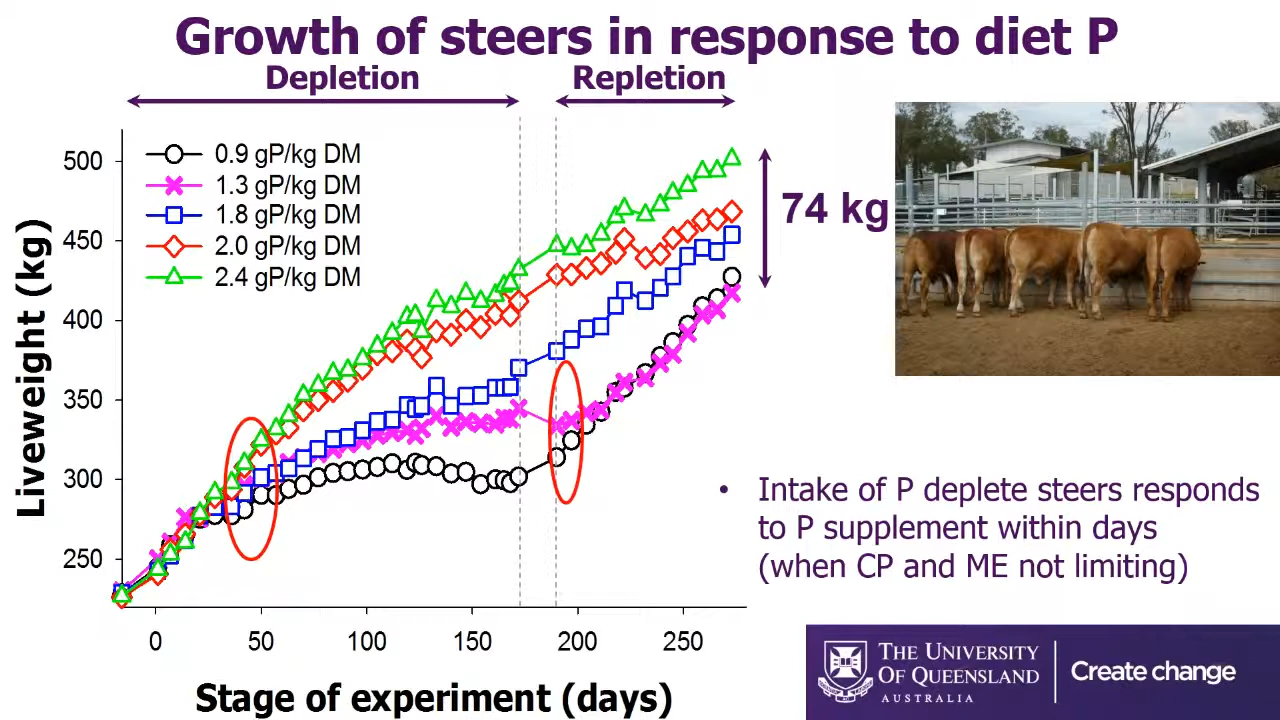 Growth of steers in response to diet P
Depletion
Repletion
0.9 gP/kg DM
1.3 gP/kg DM
1.8 gP/kg DM
2.0 gP/kg DM
2.4 gP/kg DM
500
450
400
350
300
250
Liveweight (kg)
0
50
100
150
200
250
Stage of experiment (days)
74 kg
• Intake of P deplete steers responds
to P supplement within days
(when CP and ME not limiting)
THE UNIVERSITY
OF QUEENSLAND
AUSTRALIA
Create change